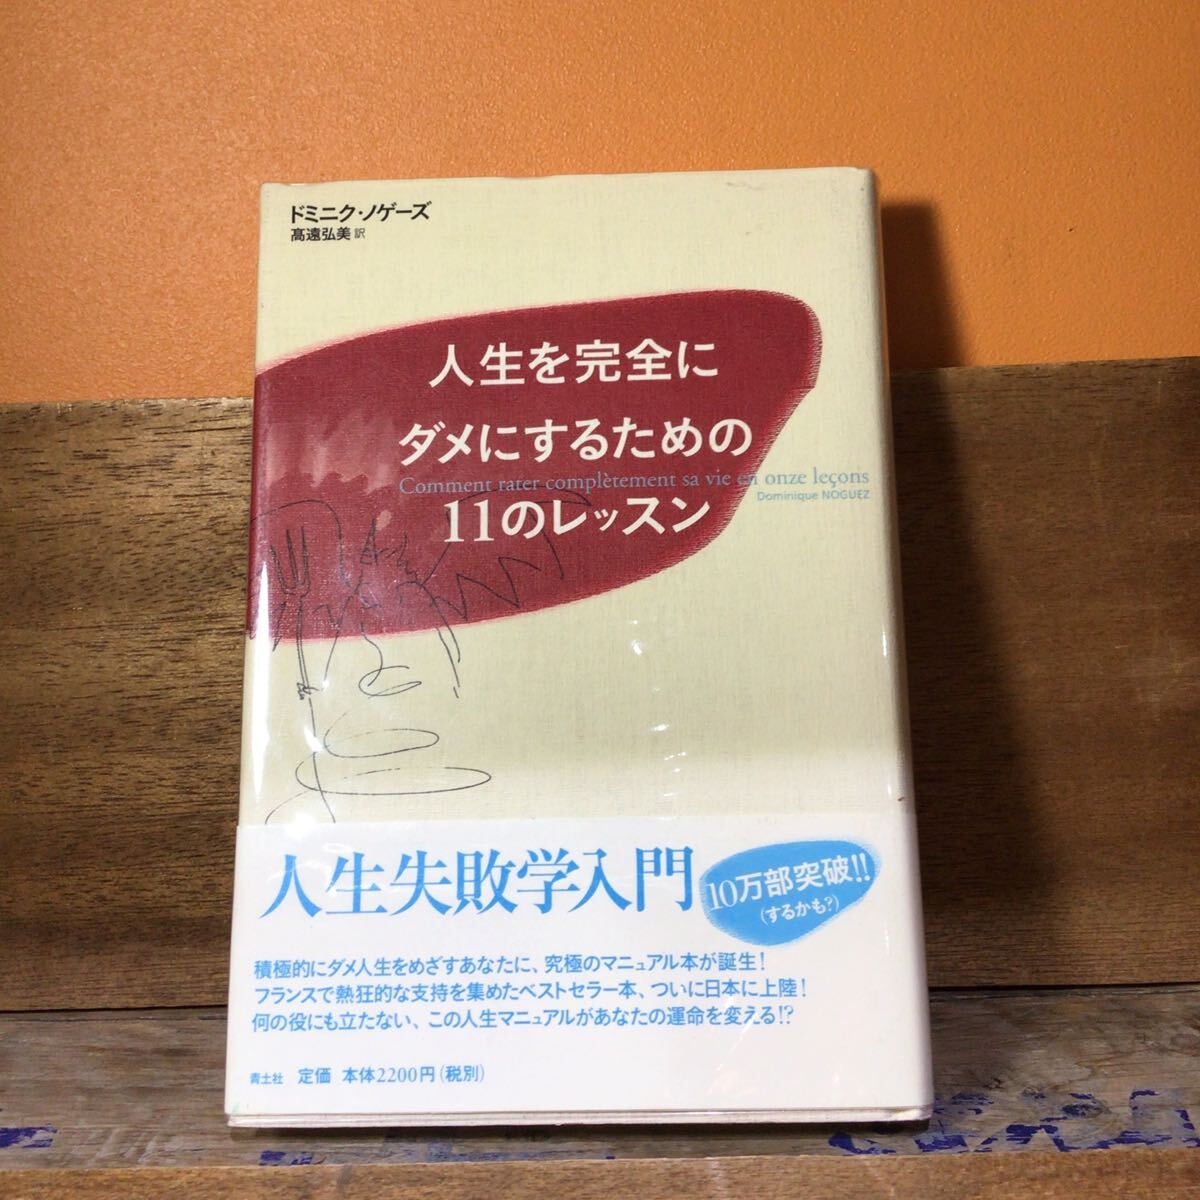 ドミニク・ノゲーズ
髙遠弘美 訳
人生を完全に
ダメにするための
Comment rater complètement sa vie en onze leçons
Dominique NOGUEZ
11のレッスン
人生失敗学入門
10万部突破!!
(するかも?)
積極的にダメ人生をめざすあなたに、究極のマニュアル本が誕生!
フランスで熱狂的な支持を集めたベストセラー本、ついに日本に上陸!
何の役にも立たない、この人生マニュアルがあなたの運命を変える!?
青土社 定価 本体2200円(税別)